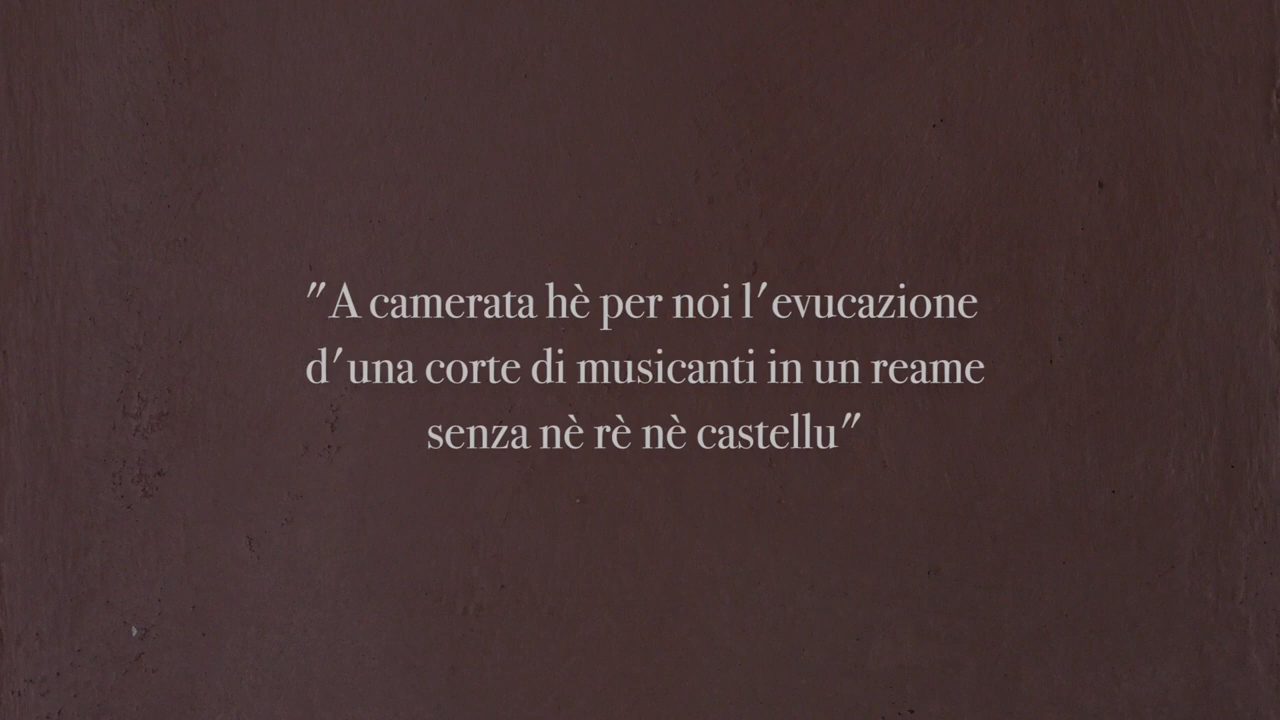 "A camerata hè per noi l'evucazione
d'una corte di musicanti in un reame
senza nè rè nè castellu"